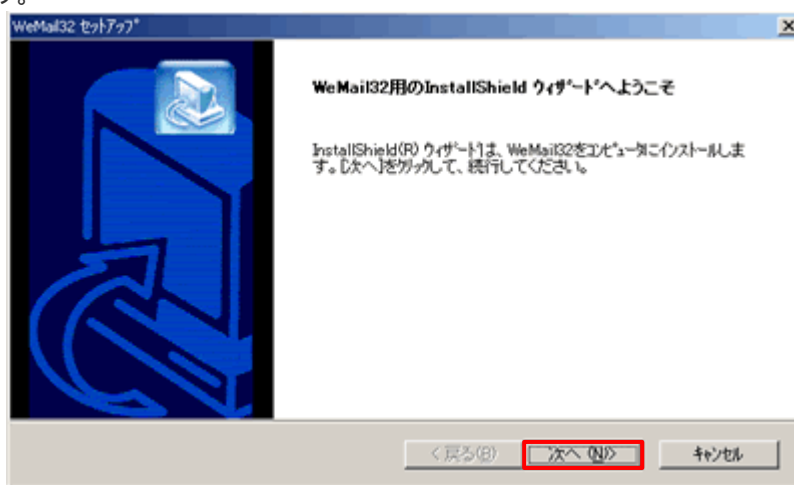 す。
WeMail32 セットアップ
WeMail32用のInstallShield ウィザードへようこそ
InstallShield(R) ウィザードは、WeMail32をコンピュータにインストールしま
す。[次へ]をクリックして、続行してください。
< 戻る(B)
次へ (N)>
キャンセル